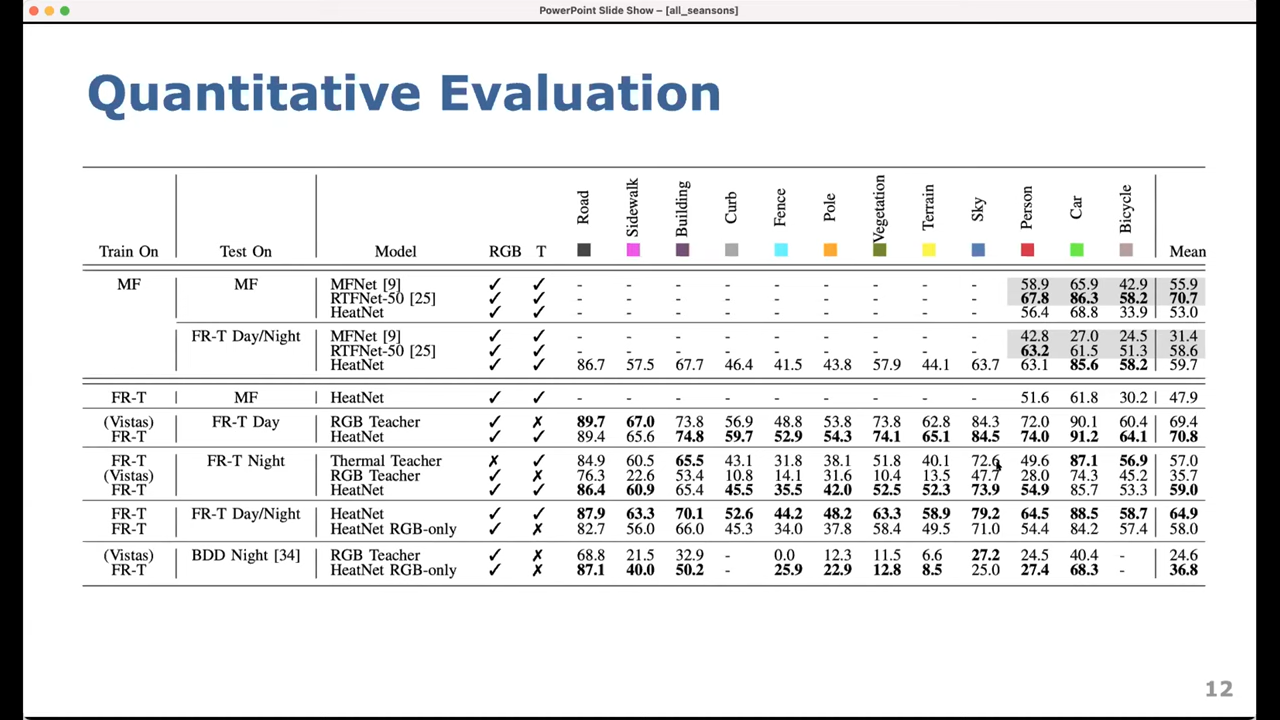 PowerPoint Slide Show – [all_seansons]
Quantitative Evaluation
Train On Test On Model RGB T Road Sidewalk Building Curb Fence Pole Vegetation Terrain Sky Person Car Bicycle Mean
MF MF MFNet [9] ✓ ✓ - - - - - - - - - 58.9 65.9 42.9 55.9
RTFNet-50 [25] ✓ ✓ - - - - - - - - - 67.8 86.3 58.2 70.7
HeatNet ✓ ✓ - - - - - - - - - 56.4 68.8 33.9 53.0
FR-T Day/Night MFNet [9] ✓ ✓ - - - - - - - - - 42.8 27.0 24.5 31.4
RTFNet-50 [25] ✓ ✓ - - - - - - - - - 63.2 61.5 51.3 58.6
HeatNet ✓ ✓ 86.7 57.5 67.7 46.4 41.5 43.8 57.9 44.1 63.7 63.1 85.6 58.2 59.7
FR-T MF HeatNet ✓ ✓ - - - - - - - - - 51.6 61.8 30.2 47.9
(Vistas) FR-T Day RGB Teacher ✓ ✗ 89.7 67.0 73.8 56.9 48.8 53.8 73.8 62.8 84.3 72.0 90.1 60.4 69.4
FR-T HeatNet ✓ ✓ 89.4 65.6 74.8 59.7 52.9 54.3 74.1 65.1 84.5 74.0 91.2 64.1 70.8
FR-T FR-T Night Thermal Teacher ✗ ✓ 84.9 60.5 65.5 43.1 31.8 38.1 51.8 40.1 72.6 49.6 87.1 56.9 57.0
(Vistas) RGB Teacher ✓ ✗ 76.3 22.6 53.4 10.8 14.1 31.6 10.4 13.5 47.7 28.0 74.3 45.2 35.7
FR-T HeatNet ✓ ✓ 86.4 60.9 65.4 45.5 35.5 42.0 52.5 52.3 73.9 54.9 85.7 53.3 59.0
FR-T FR-T Day/Night HeatNet ✓ ✓ 87.9 63.3 70.1 52.6 44.2 48.2 63.3 58.9 79.2 64.5 88.5 58.7 64.9
FR-T HeatNet RGB-only ✓ ✗ 82.7 56.0 66.0 45.3 34.0 37.8 58.4 49.5 71.0 54.4 84.2 57.4 58.0
(Vistas) BDD Night [34] RGB Teacher ✓ ✗ 68.8 21.5 32.9 - 0.0 12.3 11.5 6.6 27.2 24.5 40.4 - 24.6
FR-T HeatNet RGB-only ✓ ✗ 87.1 40.0 50.2 - 25.9 22.9 12.8 8.5 25.0 27.4 68.3 - 36.8
12